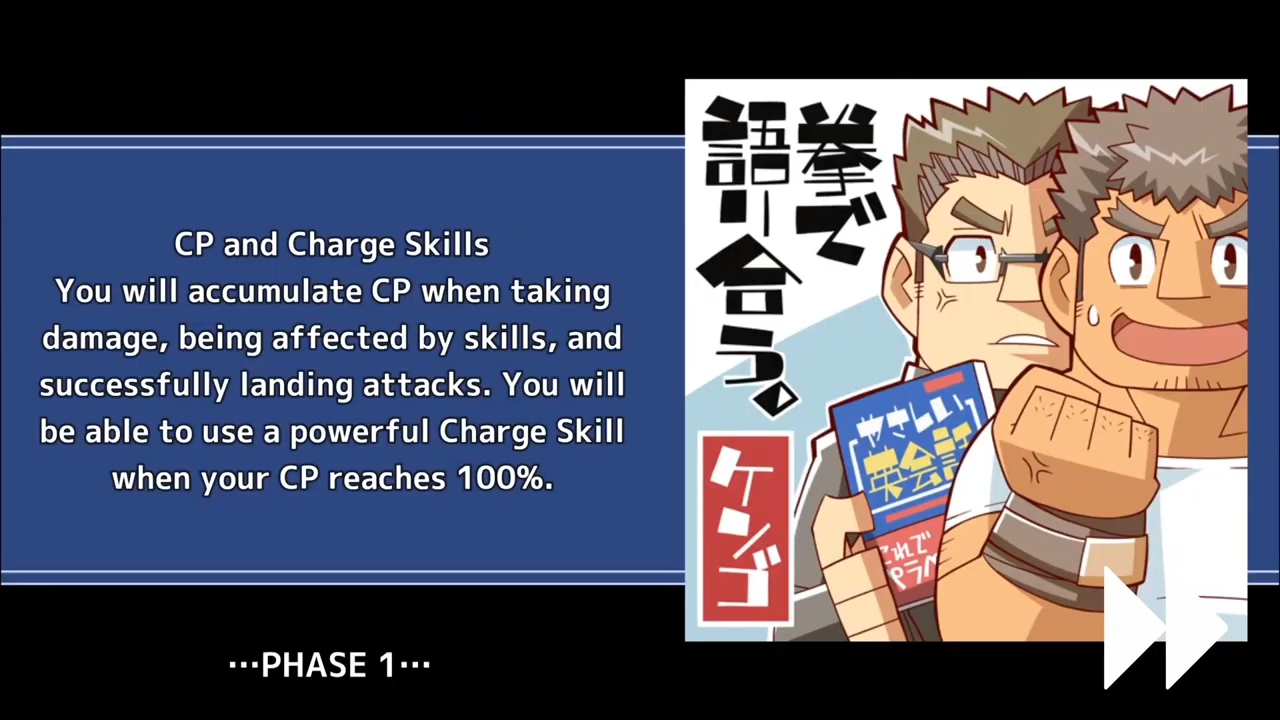 CP and Charge Skills
You will accumulate CP when taking
damage, being affected by skills, and
successfully landing attacks. You will
be able to use a powerful Charge Skill
when your CP reaches 100%.
…PHASE 1…
拳で
語り合う。
ケンゴ
やさしい
英会話
これで
ペラペ